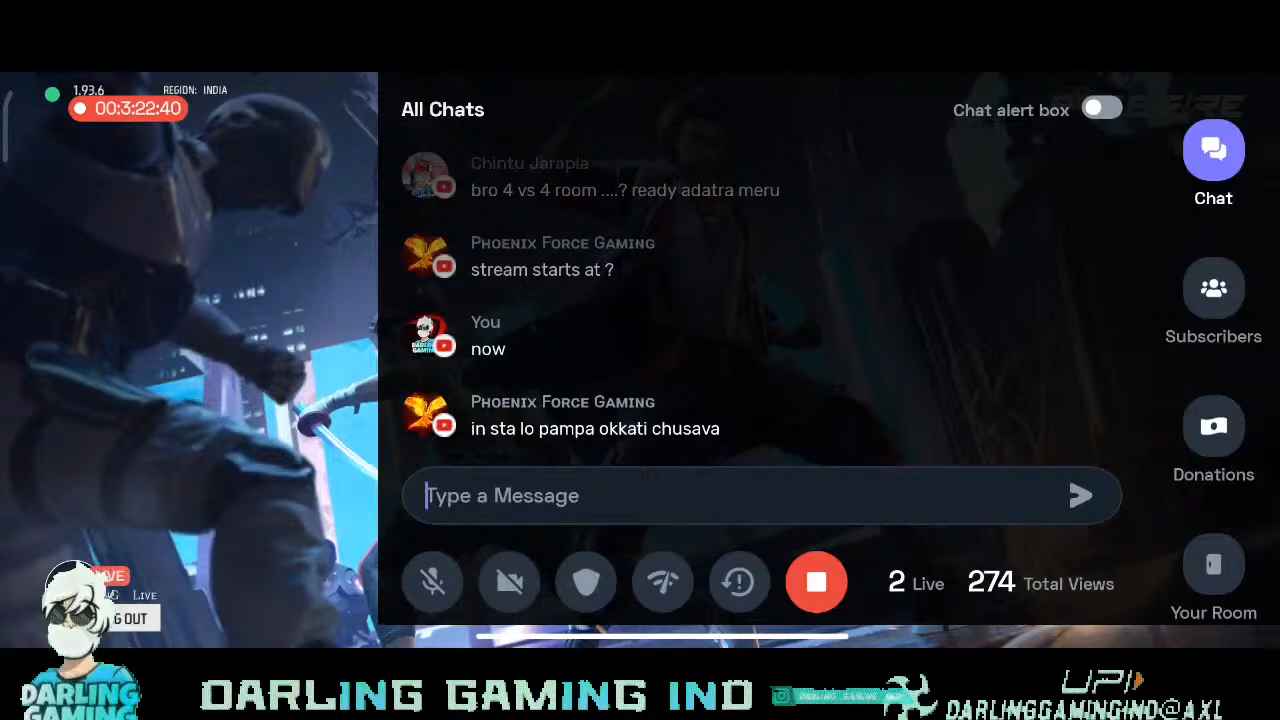 1.93.6
REGION: INDIA
00:3:22:40
All Chats
Chat alert box
Chintu Jarapla
bro 4 vs 4 room ....? ready adatra meru
Chat
Phoenix Force Gaming
stream starts at ?
Subscribers
You
now
Phoenix Force Gaming
in sta lo pampa okkati chusava
Donations
Type a Message
2 Live 274 Total Views
Your Room
Live
OUT
DARLING GAMING
DARLING GAMING IND
UPI
DARLINGGAMINGIND@AXL